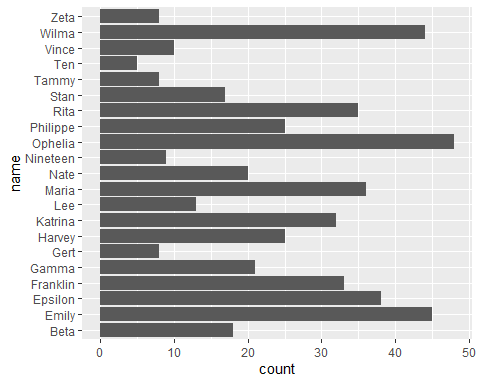 Zeta
Wilma
Vince
Ten
Tammy
Stan
Rita
Philippe
Ophelia
Nineteen
Nate
Maria
Lee
Katrina
Harvey
Gert
Gamma
Franklin
Epsilon
Emily
Beta
name
0 10 20 30 40 50
count